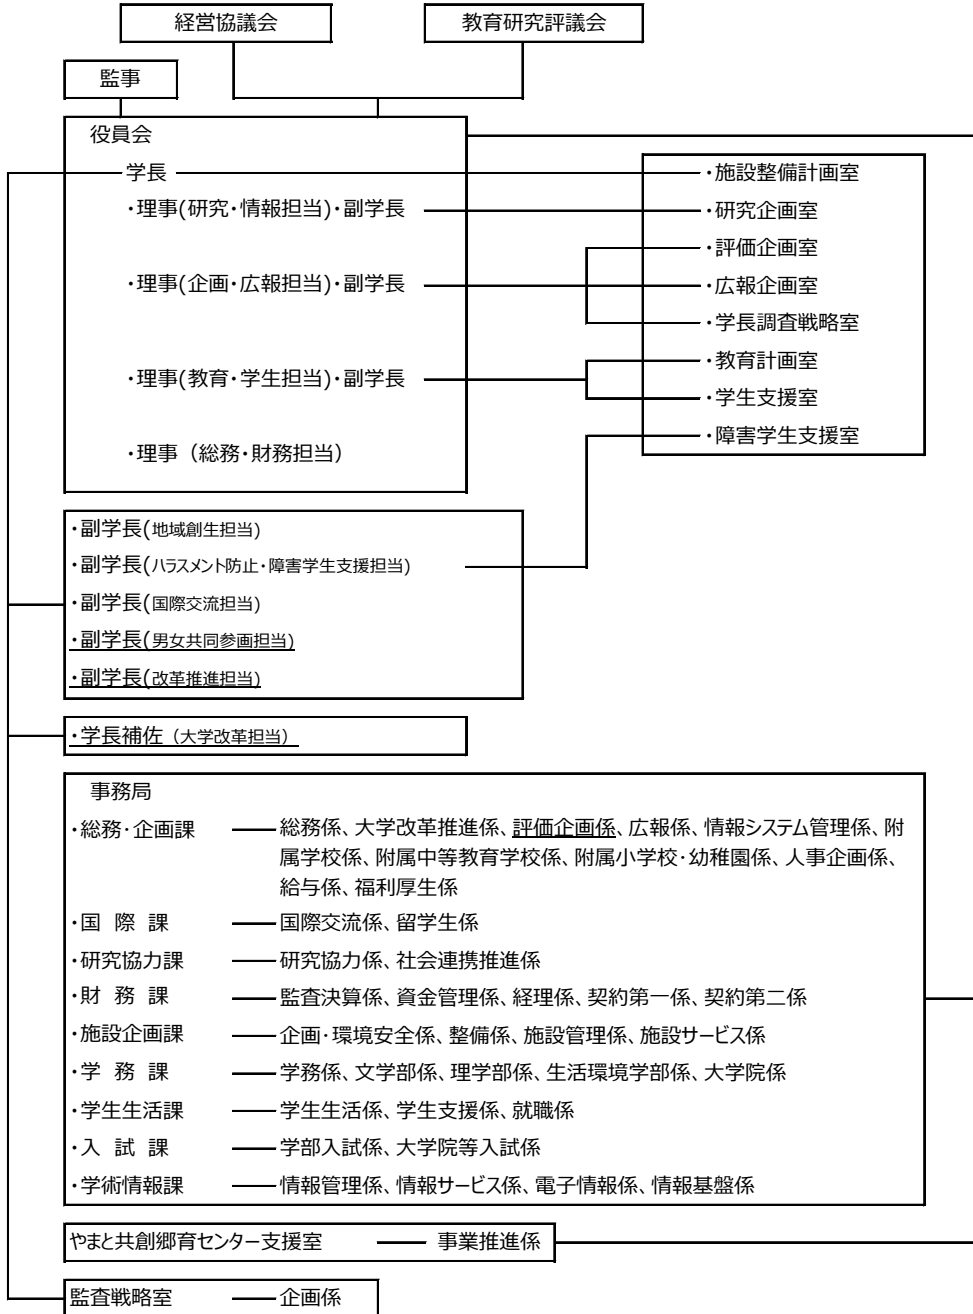 経営協議会　教育研究評議会
監事
役員会
学長　・施設整備計画室
・理事(研究・情報担当)・副学長　・研究企画室
・評価企画室
・理事(企画・広報担当)・副学長　・広報企画室
・学長調査戦略室
・教育計画室
・理事(教育・学生担当)・副学長
・学生支援室
・障害学生支援室
・理事（総務・財務担当）
・副学長(地域創生担当)
・副学長(ハラスメント防止・障害学生支援担当)
・副学長(国際交流担当)
・副学長(男女共同参画担当)
・副学長(改革推進担当)
・学長補佐（大学改革担当）
事務局
・総務・企画課　総務係、大学改革推進係、評価企画係、広報係、情報システム管理係、附
属学校係、附属中等教育学校係、附属小学校・幼稚園係、人事企画係、
給与係、福利厚生係
・国 際 課　国際交流係、留学生係
・研究協力課　研究協力係、社会連携推進係
・財 務 課　監査決算係、資金管理係、経理係、契約第一係、契約第二係
・施設企画課　企画・環境安全係、整備係、施設管理係、施設サービス係
・学 務 課　学務係、文学部係、理学部係、生活環境学部係、大学院係
・学生生活課　学生生活係、学生支援係、就職係
・入 試 課　学部入試係、大学院等入試係
・学術情報課　情報管理係、情報サービス係、電子情報係、情報基盤係
やまと共創郷育センター支援室　事業推進係
監査戦略室　企画係